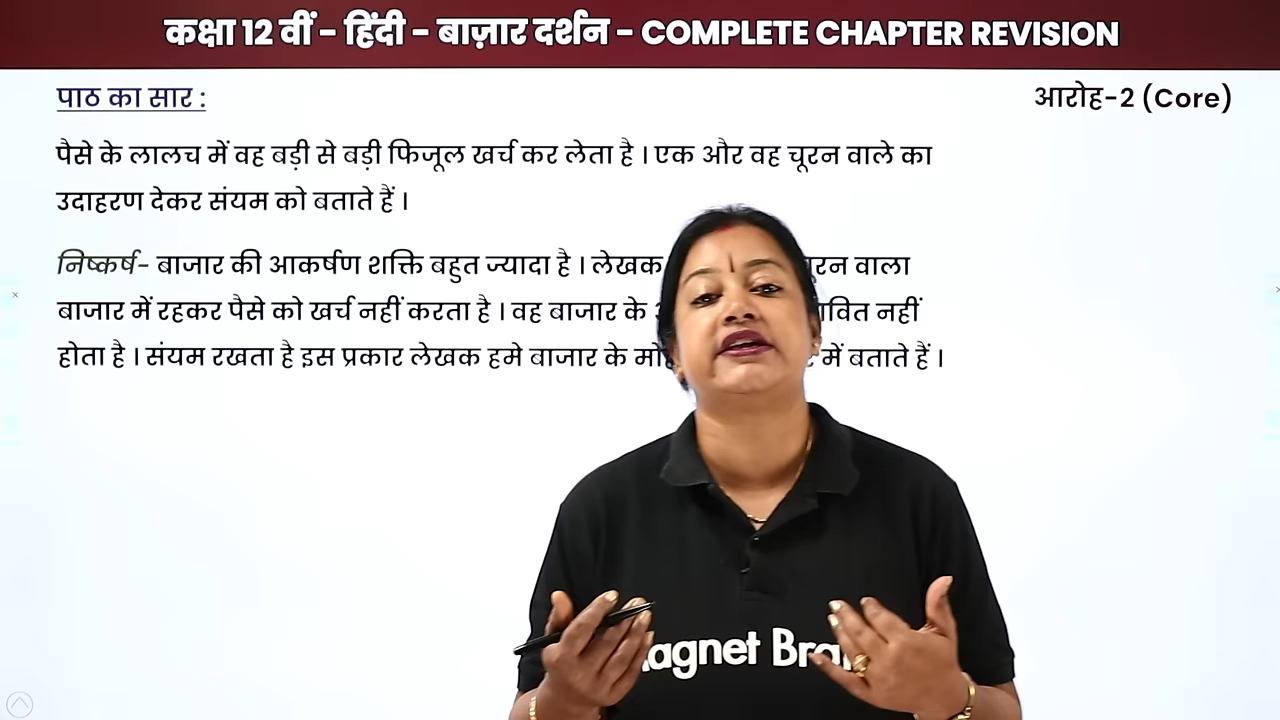 कक्षा 12 वीं - हिंदी - बाज़ार दर्शन - COMPLETE CHAPTER REVISION
पाठ का सार :
आरोह-2 (Core)
पैसे के लालच में वह बड़ी से बड़ी फिजूल खर्च कर लेता है । एक और वह चूरन वाले का
उदाहरण देकर संयम को बताते हैं ।
निष्कर्ष- बाजार की आकर्षण शक्ति बहुत ज्यादा है । लेखक वाला
बाजार में रहकर पैसे को खर्च नहीं करता है । वह बाजार के नहीं
होता है । संयम रखता है इस प्रकार लेखक हमे बाजार के में बताते हैं ।
agnet Bra